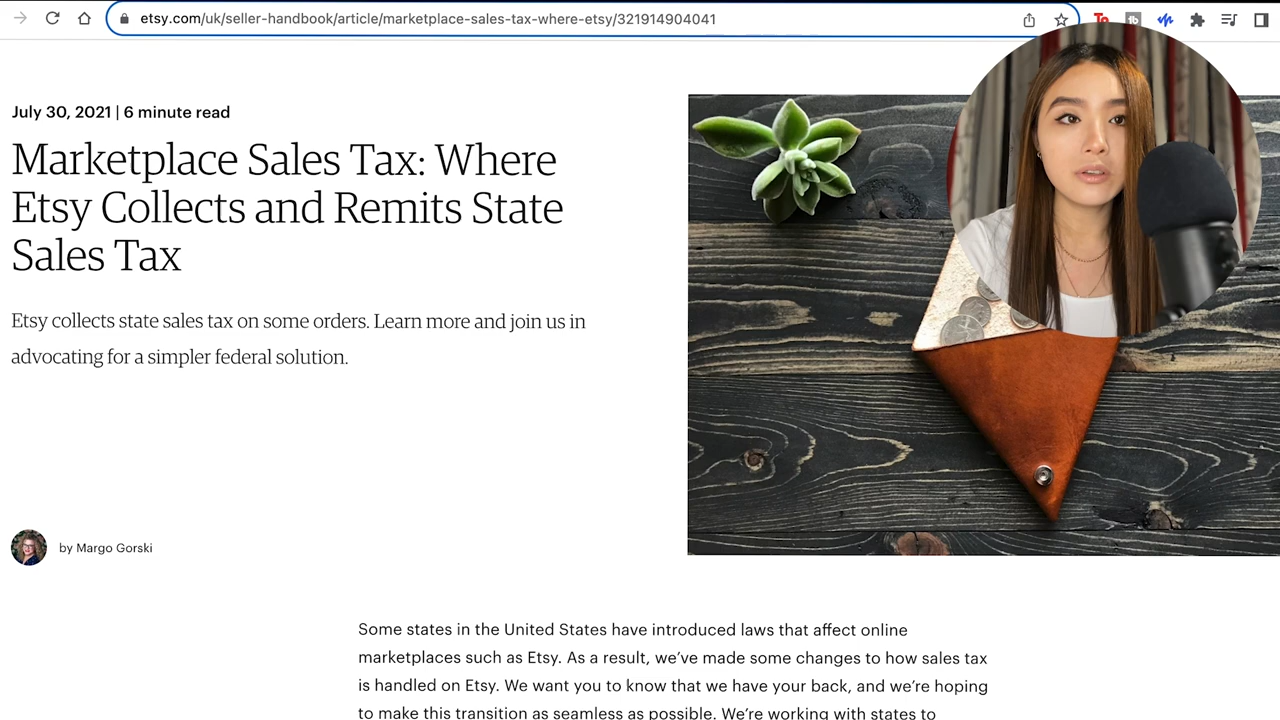 etsy.com/uk/seller-handbook/article/marketplace-sales-tax-where-etsy/321914904041
July 30, 2021 | 6 minute read
Marketplace Sales Tax: Where
Etsy Collects and Remits State
Sales Tax
Etsy collects state sales tax on some orders. Learn more and join us in
advocating for a simpler federal solution.
by Margo Gorski
Some states in the United States have introduced laws that affect online
marketplaces such as Etsy. As a result, we’ve made some changes to how sales tax
is handled on Etsy. We want you to know that we have your back, and we’re hoping
to make this transition as seamless as possible. We’re working with states to